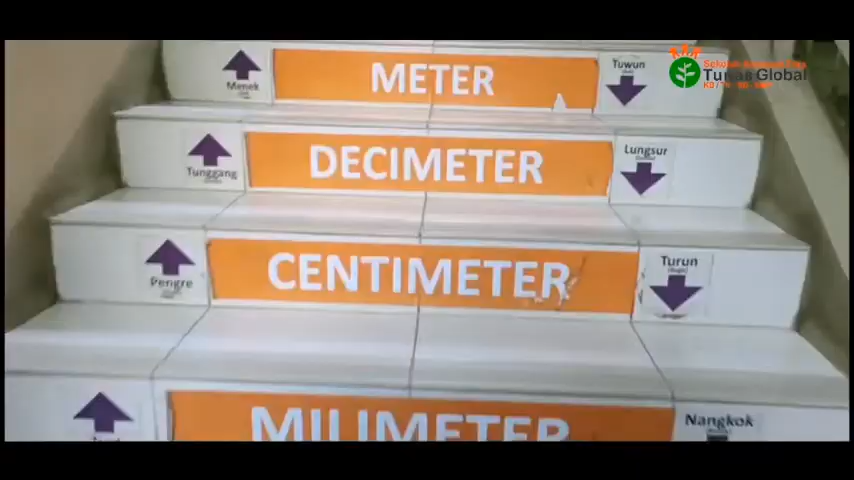 METER
Menek
Tuwun
Tunas Global
DECIMETER
Tunggang
Lungsur
CENTIMETER
Pengre
Turun
MILIMETER
Nangkok